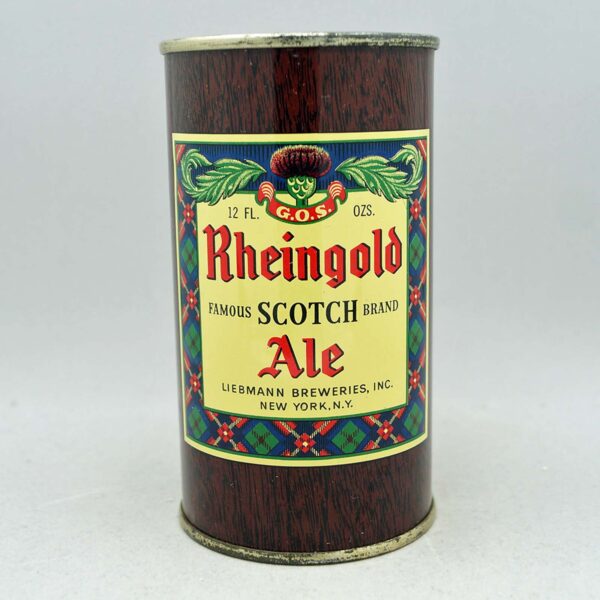 G.O.S.
12 FL. OZS.
Rheingold
FAMOUS SCOTCH BRAND
Ale
LIEBMANN BREWERIES, INC.
NEW YORK, N.Y.